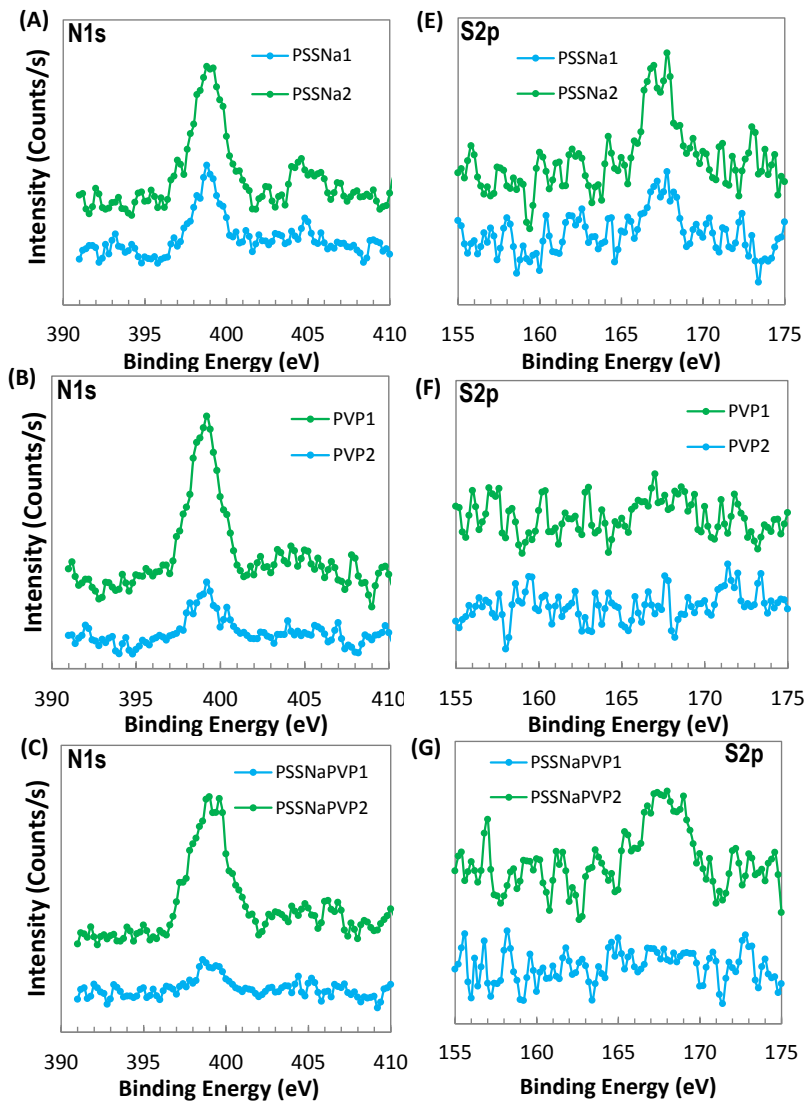 (A) N1s
PSSNa1
PSSNa2
Intensity (Counts/s)
390 395 400 405 410
Binding Energy (eV)
(E) S2p
PSSNa1
PSSNa2
155 160 165 170 175
Binding Energy (eV)
(B) N1s
PVP1
PVP2
Intensity (Counts/s)
390 395 400 405 410
Binding Energy (eV)
(F) S2p
PVP1
PVP2
155 160 165 170 175
Binding Energy (eV)
(C) N1s
PSSNaPVP1
PSSNaPVP2
Intensity (Counts/s)
390 395 400 405 410
Binding Energy (eV)
(G) S2p
PSSNaPVP1
PSSNaPVP2
155 160 165 170 175
Binding Energy (eV)